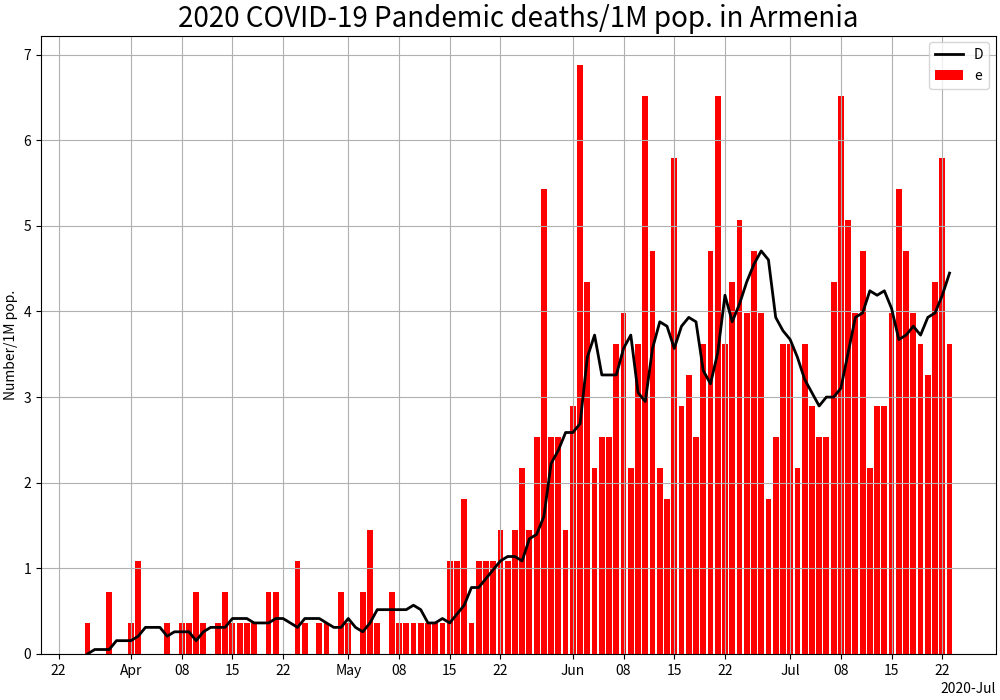 2020 COVID-19 Pandemic deaths/1M pop. in Armenia
D
e
Number/1M pop.
7
6
5
4
3
2
1
0
22 Apr 08 15 22 May 08 15 22 Jun 08 15 22 Jul 08 15 22
2020-Jul